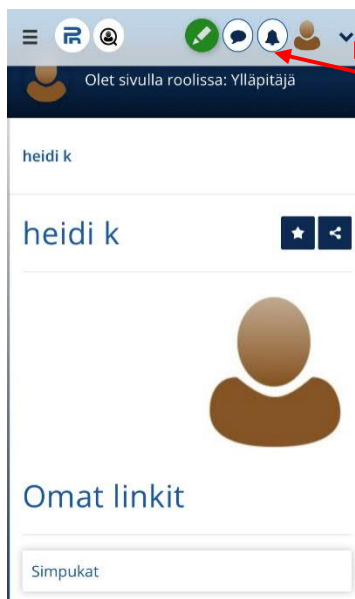 Olet sivulla roolissa: Ylläpitäjä
heidi k
heidi k
Omat linkit
Simpukat